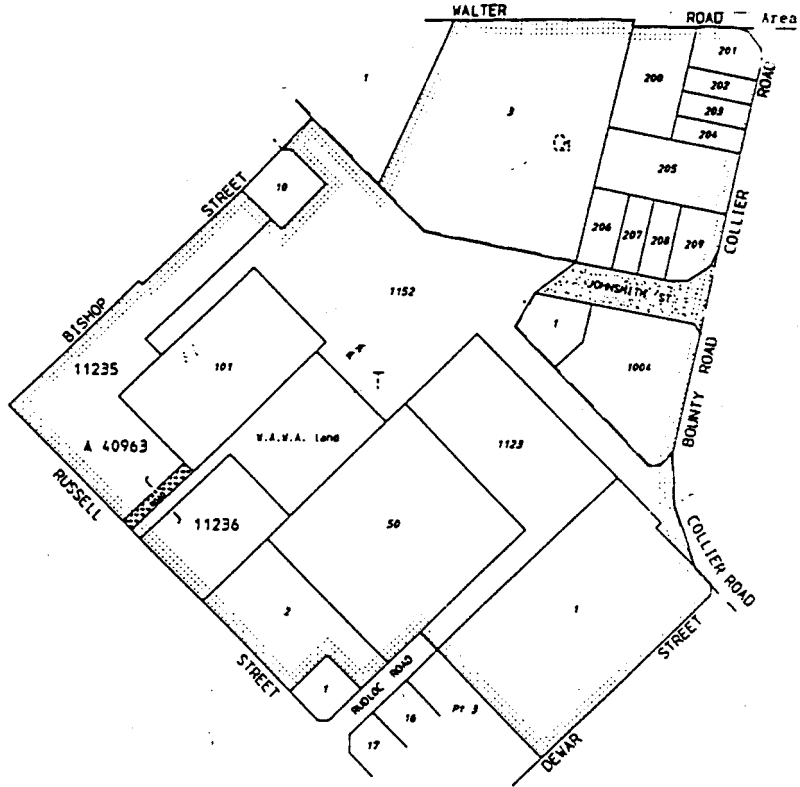 WALTER
ROAD
Area
201
1
200
202
ROAD
203
3
204
205
10
STREET
206
207
208
209
COLLIER
1152
JOHNSMITH ST
BISHOP
1
11235
101
1004
ROAD
BOUNTY
A 40963
W.A.W.A. land
1123
RUSSELL
11236
50
COLLIER ROAD
2
1
STREET
STREET
1
RUDLOC ROAD
16
PT 3
17
DEWAR